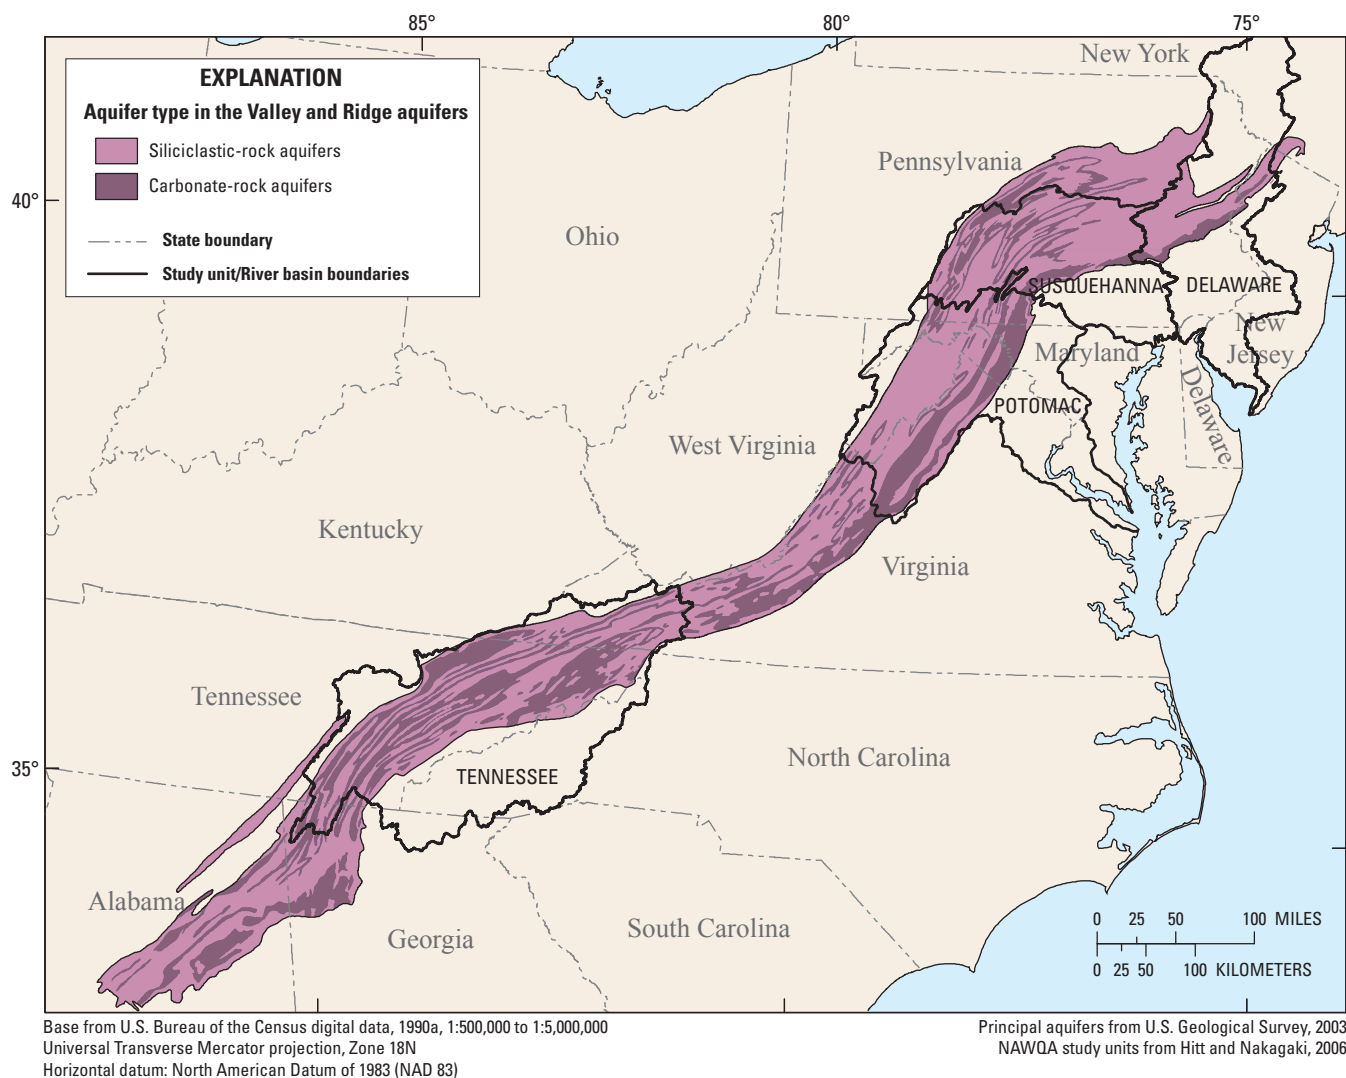 85°
80°
75°
EXPLANATION
Aquifer type in the Valley and Ridge aquifers
Siliciclastic-rock aquifers
Carbonate-rock aquifers
State boundary
Study unit/River basin boundaries
40°
35°
New York
Pennsylvania
Ohio
SUSQUEHANNA
DELAWARE
New
Jersey
Maryland
Delaware
POTOMAC
West Virginia
Kentucky
Virginia
Tennessee
TENNESSEE
North Carolina
Alabama
Georgia
South Carolina
0 25 50 100 MILES
0 25 50 100 KILOMETERS
Base from U.S. Bureau of the Census digital data, 1990a, 1:500,000 to 1:5,000,000
Universal Transverse Mercator projection, Zone 18N
Horizontal datum: North American Datum of 1983 (NAD 83)
Principal aquifers from U.S. Geological Survey, 2003
NAWQA study units from Hitt and Nakagaki, 2006